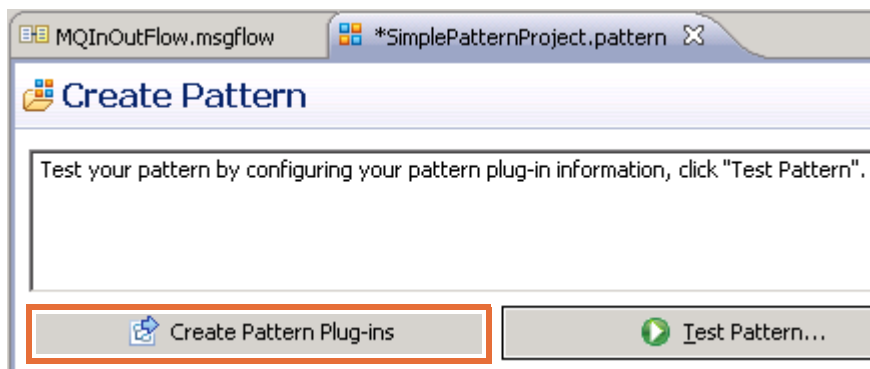 MQInOutFlow.msgflow *SimplePatternProject.pattern
Create Pattern
Test your pattern by configuring your pattern plug-in information, click "Test Pattern".
Create Pattern Plug-ins Test Pattern...